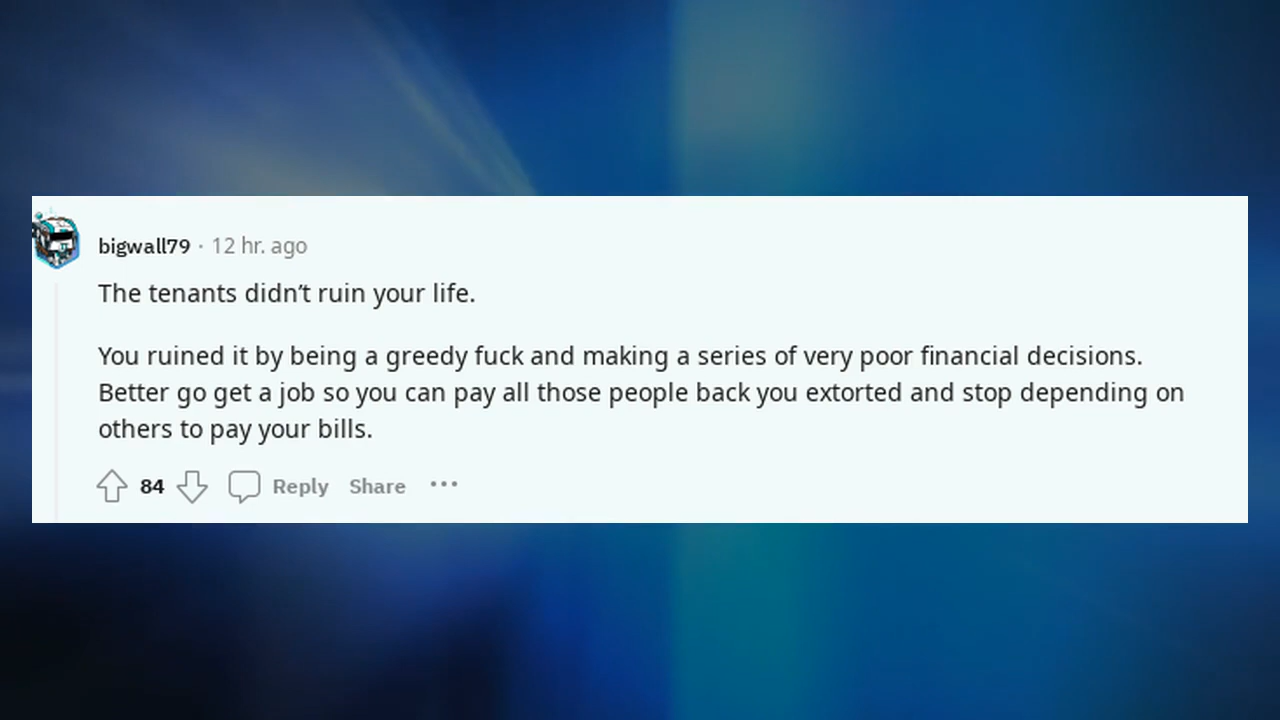 bigwall79 · 12 hr. ago
The tenants didn’t ruin your life.
You ruined it by being a greedy fuck and making a series of very poor financial decisions.
Better go get a job so you can pay all those people back you extorted and stop depending on
others to pay your bills.
84 Reply Share ···